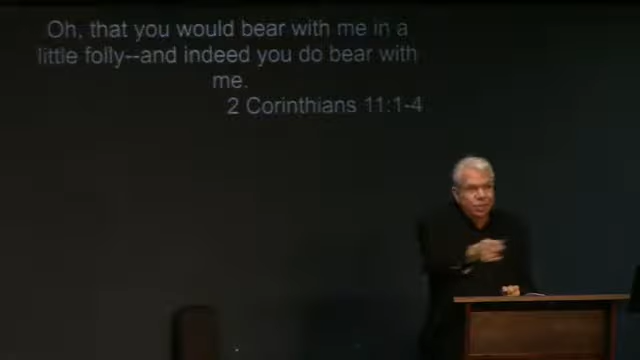 Oh, that you would bear with me in a
little folly--and indeed you do bear with
me.
2 Corinthians 11:1-4